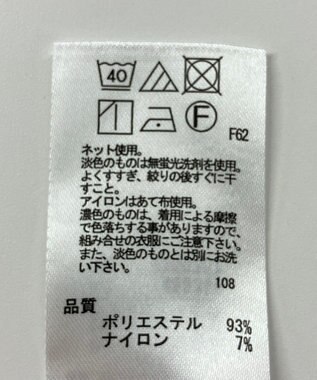 40
F
F62
ネット使用。
淡色のものは無蛍光洗剤を使用。
よくすすぎ、絞りの後すぐに干
すこと。
アイロンはあて布使用。
濃色のものは、着用による摩擦
で色落ちする事がありますので、
組み合せの衣服にご注意下さい。
また、淡色のものとは別にお洗
い下さい。
108
品質
ポリエステル 93%
ナイロン 7%